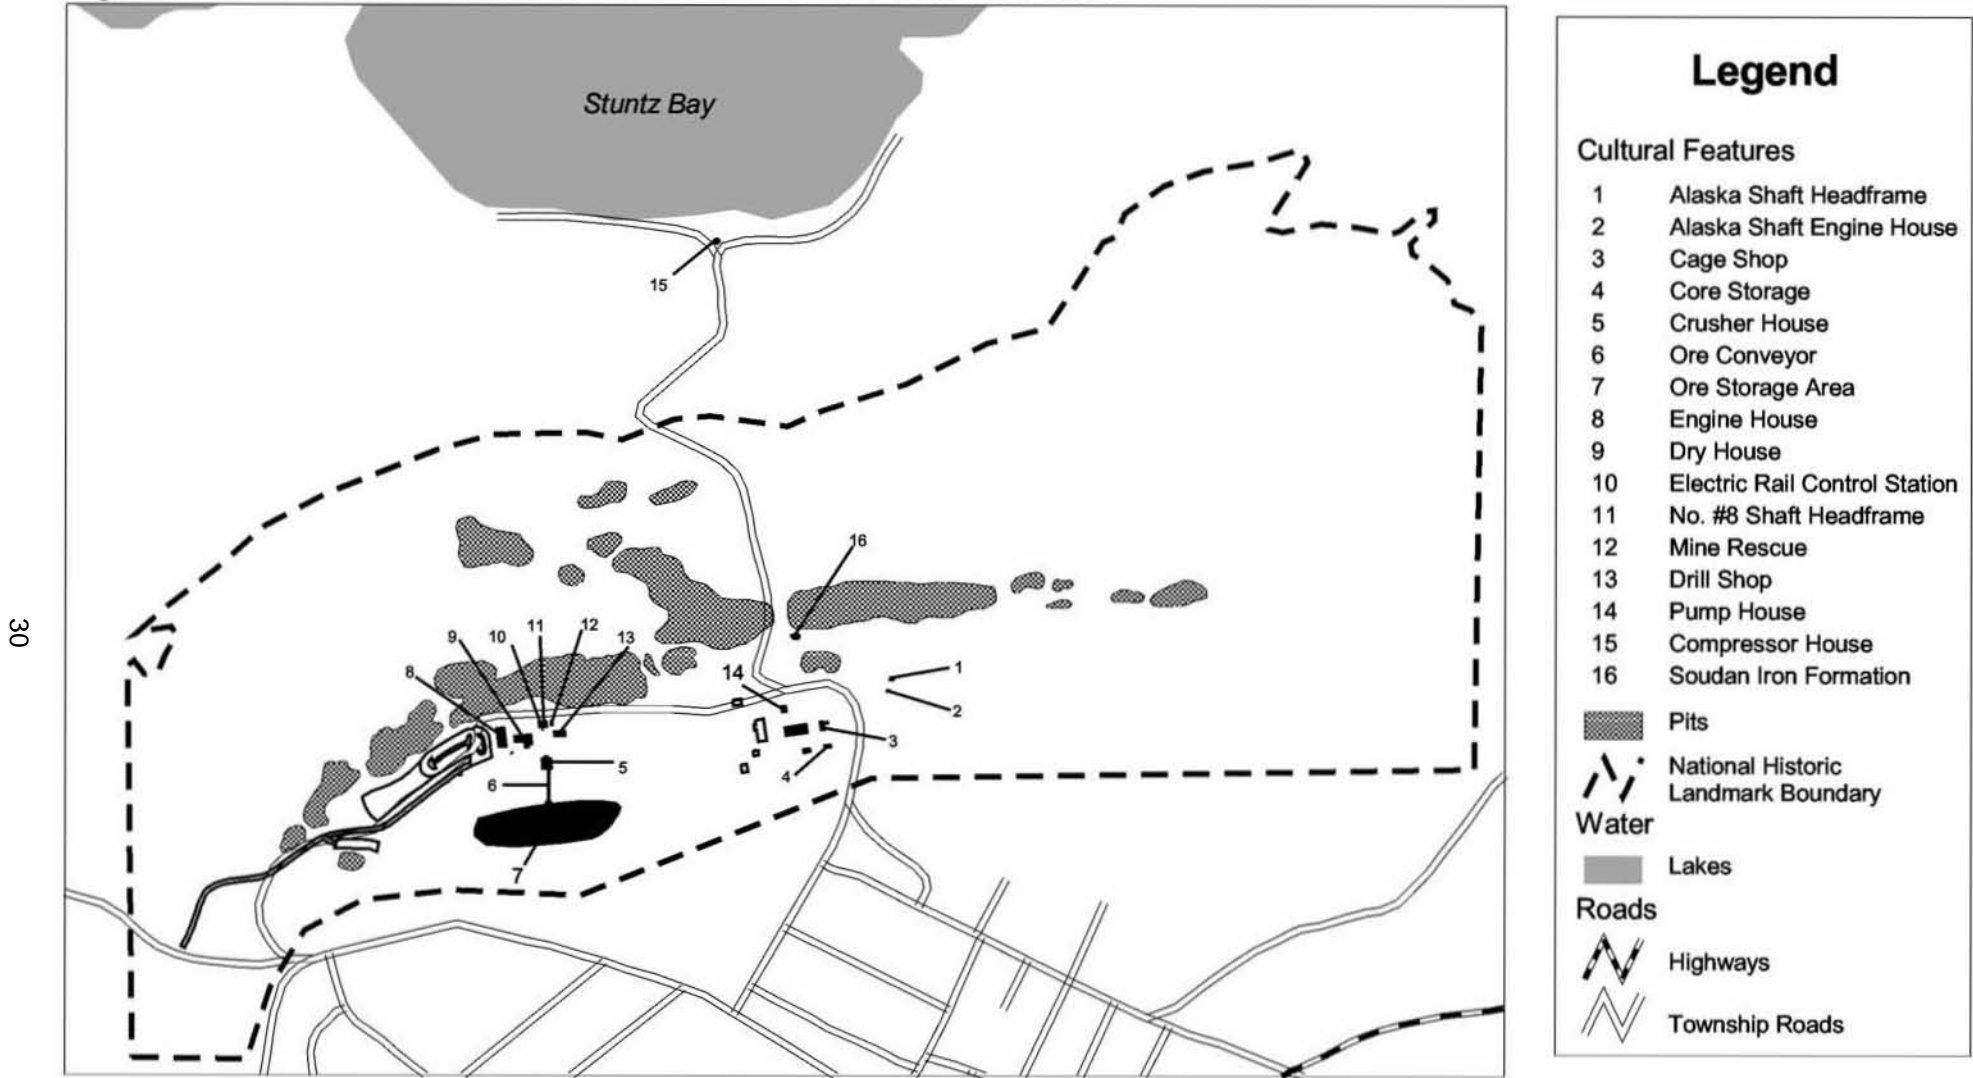 Stuntz Bay
15
16
9
10
11
12
13
8
14
1
2
3
4
5
6
7
30
Legend
Cultural Features
1 Alaska Shaft Headframe
2 Alaska Shaft Engine House
3 Cage Shop
4 Core Storage
5 Crusher House
6 Ore Conveyor
7 Ore Storage Area
8 Engine House
9 Dry House
10 Electric Rail Control Station
11 No. #8 Shaft Headframe
12 Mine Rescue
13 Drill Shop
14 Pump House
15 Compressor House
16 Soudan Iron Formation
Pits
National Historic
Landmark Boundary
Water
Lakes
Roads
Highways
Township Roads